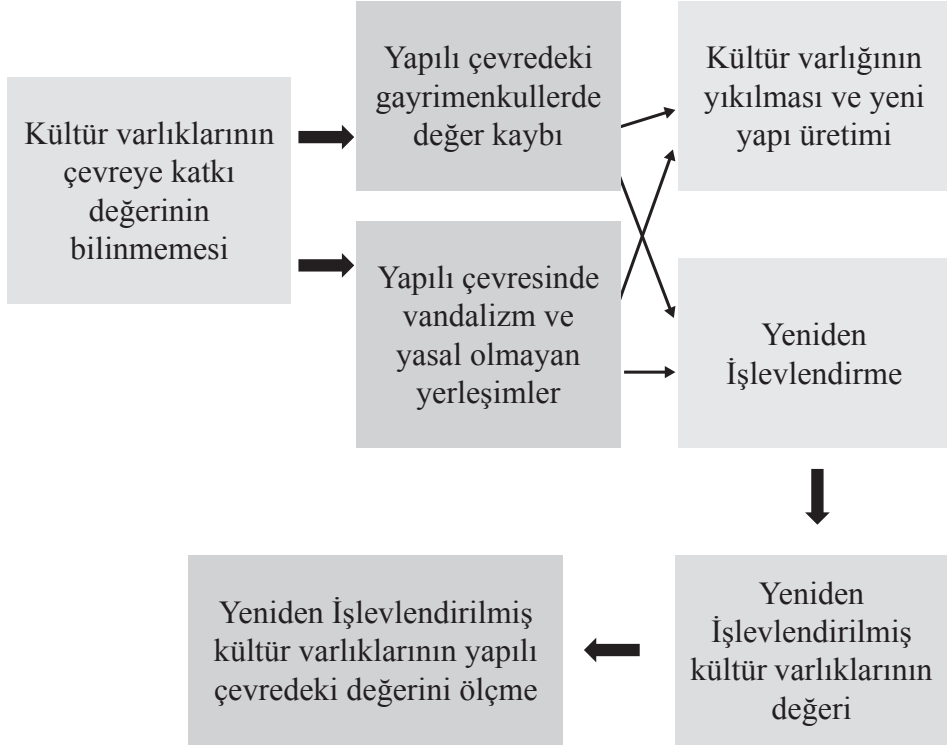 Kültür varlıklarının
çevreye katkı
değerinin
bilinmemesi
Yapılı çevredeki
gayrimenkullerde
değer kaybı
Yapılı çevresinde
vandalizm ve
yasal olmayan
yerleşimler
Kültür varlığının
yıkılması ve yeni
yapı üretimi
Yeniden
İşlevlendirme
Yeniden
İşlevlendirilmiş
kültür varlıklarının
değeri
Yeniden İşlevlendirilmiş
kültür varlıklarının yapılı
çevredeki değerini ölçme